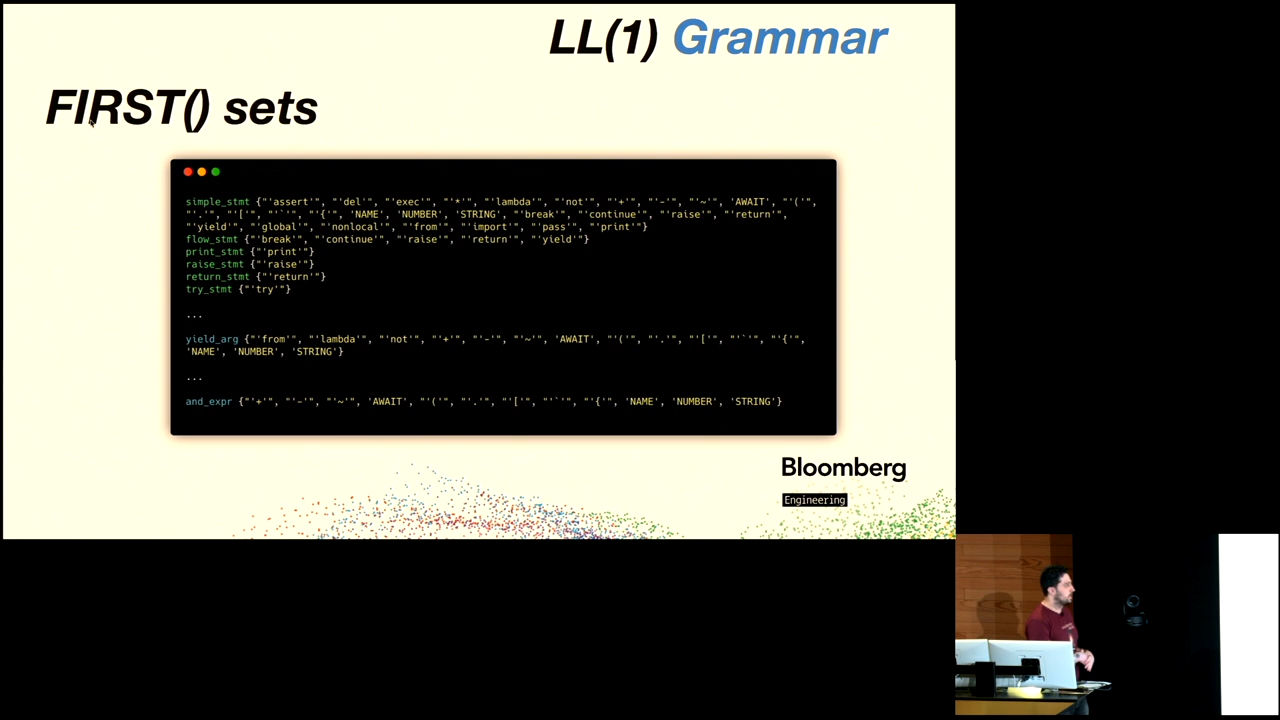 LL(1) Grammar
FIRST() sets
simple_stmt {"'assert'", "'del'", "'exec'", "'*'", "'lambda'", "'not'", "'+'", "'-'", "'~'", 'AWAIT', "'('",
"'.'", "'['", "'`'", "'{'", 'NAME', 'NUMBER', 'STRING', "'break'", "'continue'", "'raise'", "'return'",
"'yield'", "'global'", "'nonlocal'", "'from'", "'import'", "'pass'", "'print'"}
flow_stmt {"'break'", "'continue'", "'raise'", "'return'", "'yield'"}
print_stmt {"'print'"}
raise_stmt {"'raise'"}
return_stmt {"'return'"}
try_stmt {"'try'"}
...
yield_arg {"'from'", "'lambda'", "'not'", "'+'", "'-'", "'~'", 'AWAIT', "'('", "'.'", "'['", "'`'", "'{'",
'NAME', 'NUMBER', 'STRING'}
...
and_expr {"'+'", "'-'", "'~'", 'AWAIT', "'('", "'.'", "'['", "'`'", "'{'", 'NAME', 'NUMBER', 'STRING'}
Bloomberg
Engineering